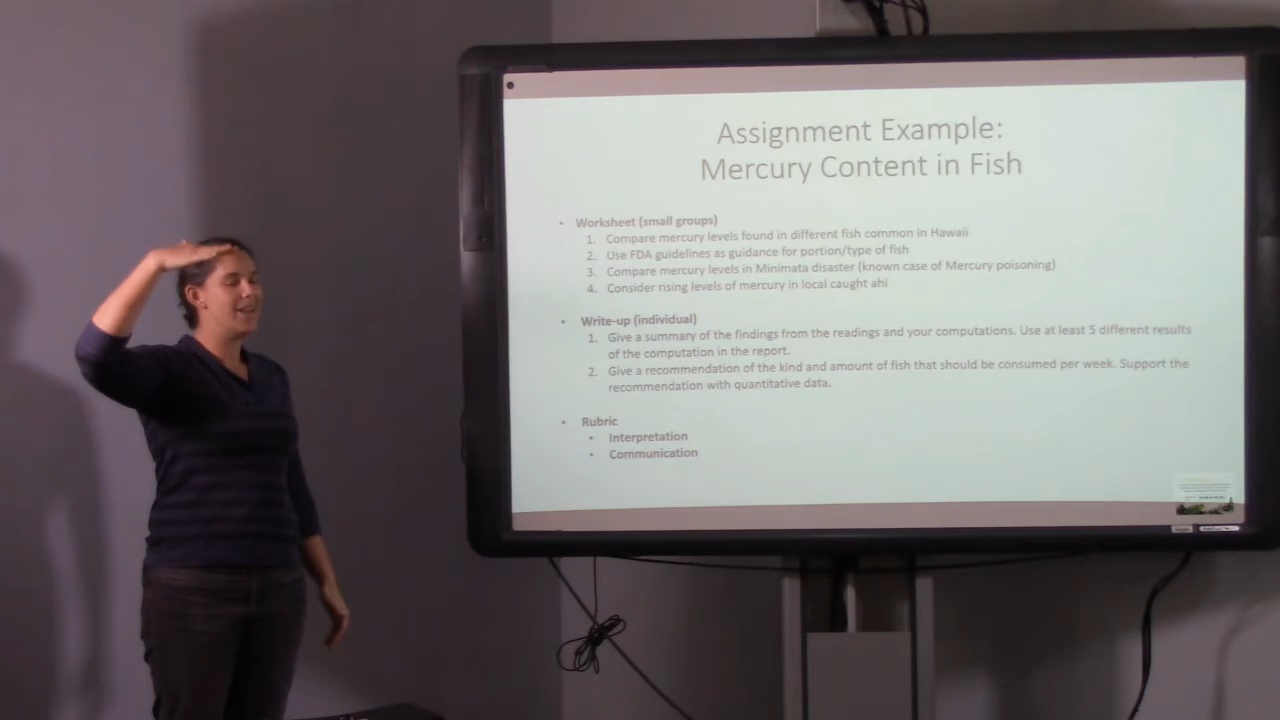 Assignment Example:
Mercury Content in Fish
• Worksheet (small groups)
1. Compare mercury levels found in different fish common in Hawaii
2. Use FDA guidelines as guidance for portion/type of fish
3. Compare mercury levels in Minimata disaster (known case of Mercury poisoning)
4. Consider rising levels of mercury in local caught ahi
• Write-up (individual)
1. Give a summary of the findings from the readings and your computations. Use at least 5 different results
of the computation in the report.
2. Give a recommendation of the kind and amount of fish that should be consumed per week. Support the
recommendation with quantitative data.
• Rubric
• Interpretation
• Communication